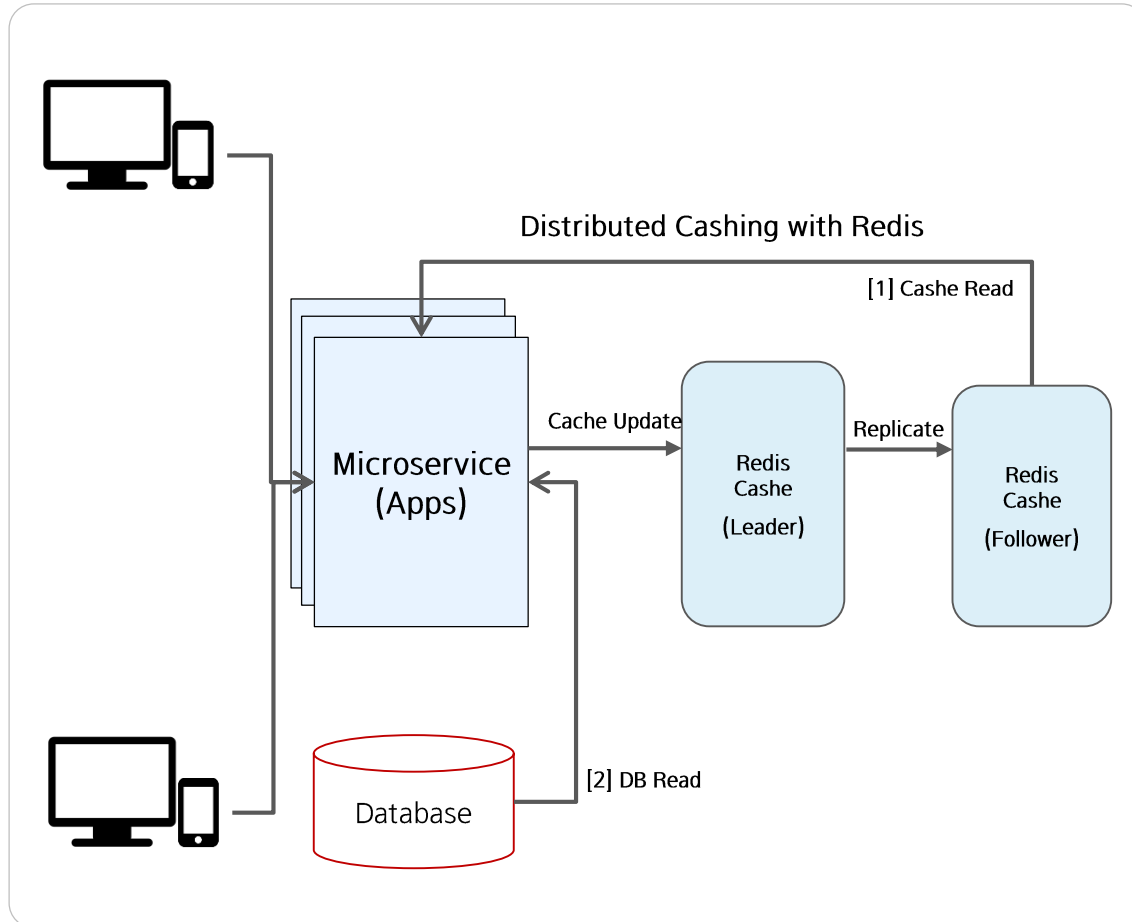 Distributed Cashing with Redis
[1] Cashe Read
Cache Update
Replicate
Microservice
(Apps)
Redis
Cashe
(Leader)
Redis
Cashe
(Follower)
[2] DB Read
Database